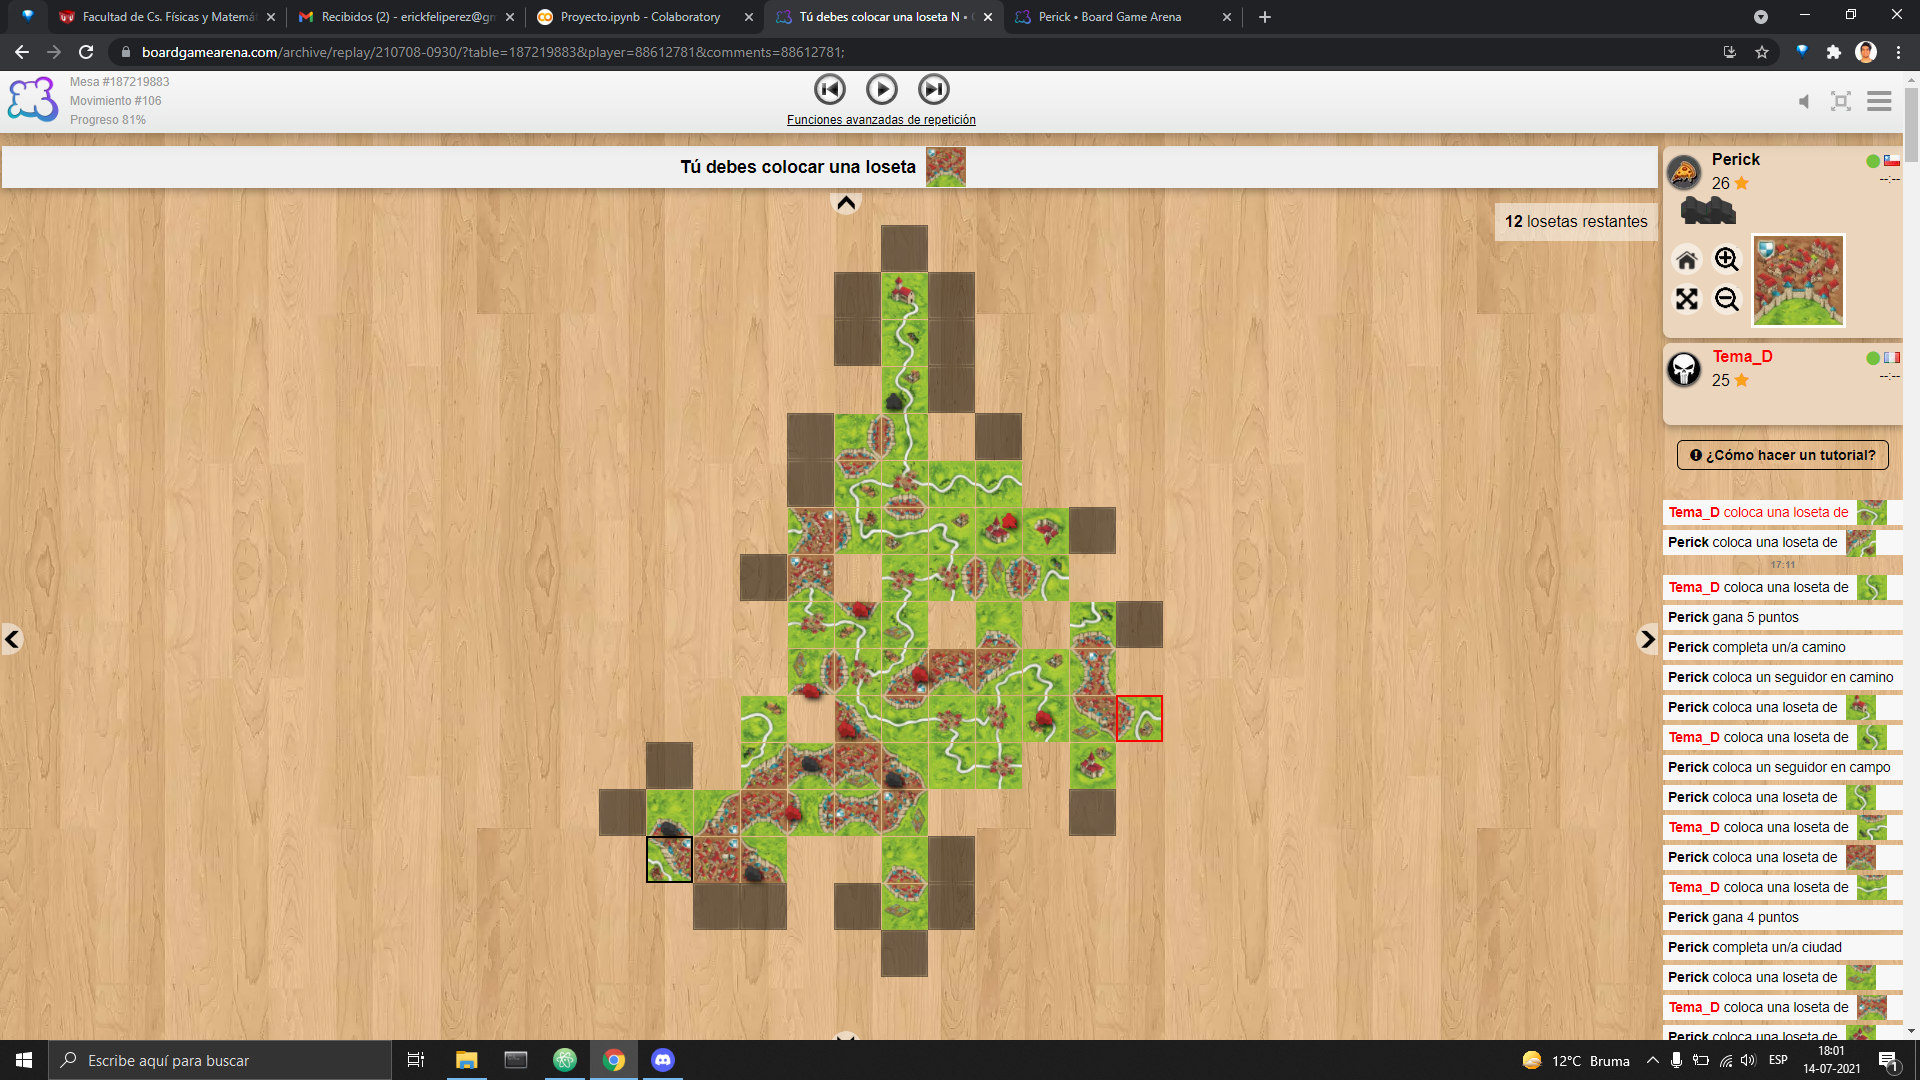 Facultad de Cs. Físicas y Matemá
Recibidos (2) - erickfeliperez@gm
Proyecto.ipynb - Colaboratory
Tú debes colocar una loseta N •
Perick • Board Game Arena
boardgamearena.com/archive/replay/210708-0930/?table=187219883&player=88612781&comments=88612781;
Mesa #187219883
Movimiento #106
Progreso 81%
Funciones avanzadas de repetición
Tú debes colocar una loseta
12 losetas restantes
Perick
26
--:--
Tema_D
25
--:--
¿Cómo hacer un tutorial?
Tema_D coloca una loseta de
Perick coloca una loseta de
17:11
Tema_D coloca una loseta de
Perick gana 5 puntos
Perick completa un/a camino
Perick coloca un seguidor en camino
Perick coloca una loseta de
Tema_D coloca una loseta de
Perick coloca un seguidor en campo
Perick coloca una loseta de
Tema_D coloca una loseta de
Perick coloca una loseta de
Tema_D coloca una loseta de
Perick gana 4 puntos
Perick completa un/a ciudad
Perick coloca una loseta de
Tema_D coloca una loseta de
Perick coloca una loseta de
Escribe aquí para buscar
12°C Bruma
ESP
18:01
14-07-2021
1